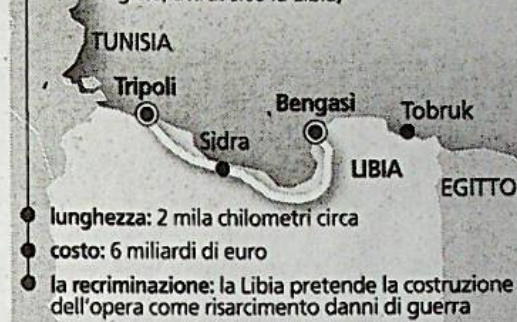 TUNISIA
Tripoli
Bengasi
Tobruk
Sidra
LIBIA
EGITTO
lunghezza: 2 mila chilometri circa
costo: 6 miliardi di euro
la recriminazione: la Libia pretende la costruzione
dell'opera come risarcimento danni di guerra